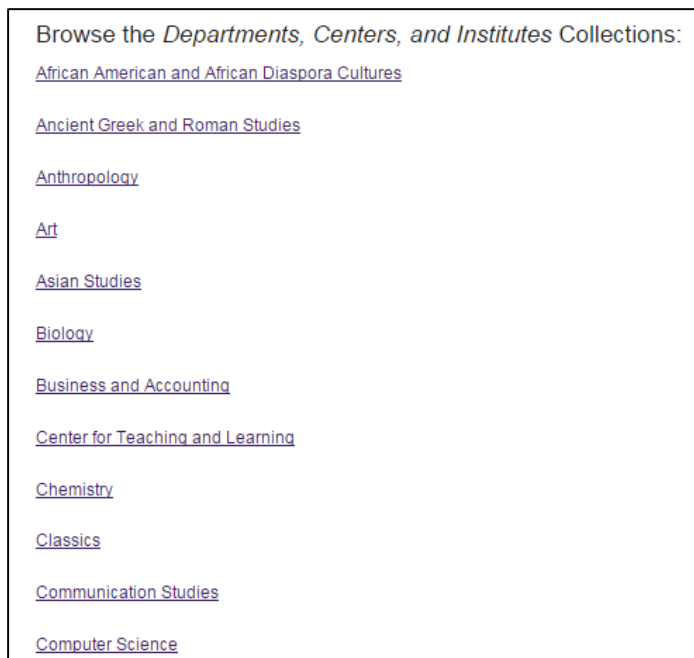 Browse the Departments, Centers, and Institutes Collections:
African American and African Diaspora Cultures
Ancient Greek and Roman Studies
Anthropology
Art
Asian Studies
Biology
Business and Accounting
Center for Teaching and Learning
Chemistry
Classics
Communication Studies
Computer Science